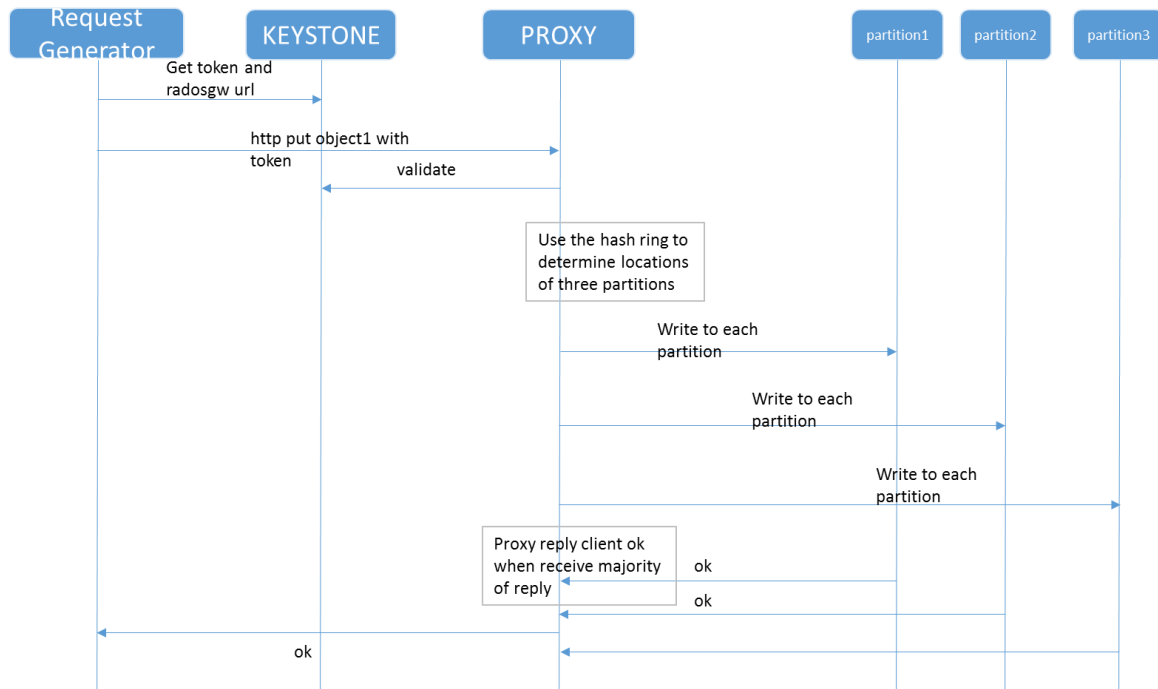 Request
Generator
KEYSTONE
PROXY
partition1
partition2
partition3
Get token and
radosgw url
http put object1 with
token
validate
Use the hash ring to
determine locations
of three partitions
Write to each
partition
Write to each
partition
Write to each
partition
Proxy reply client ok
when receive majority
of reply
ok
ok
ok